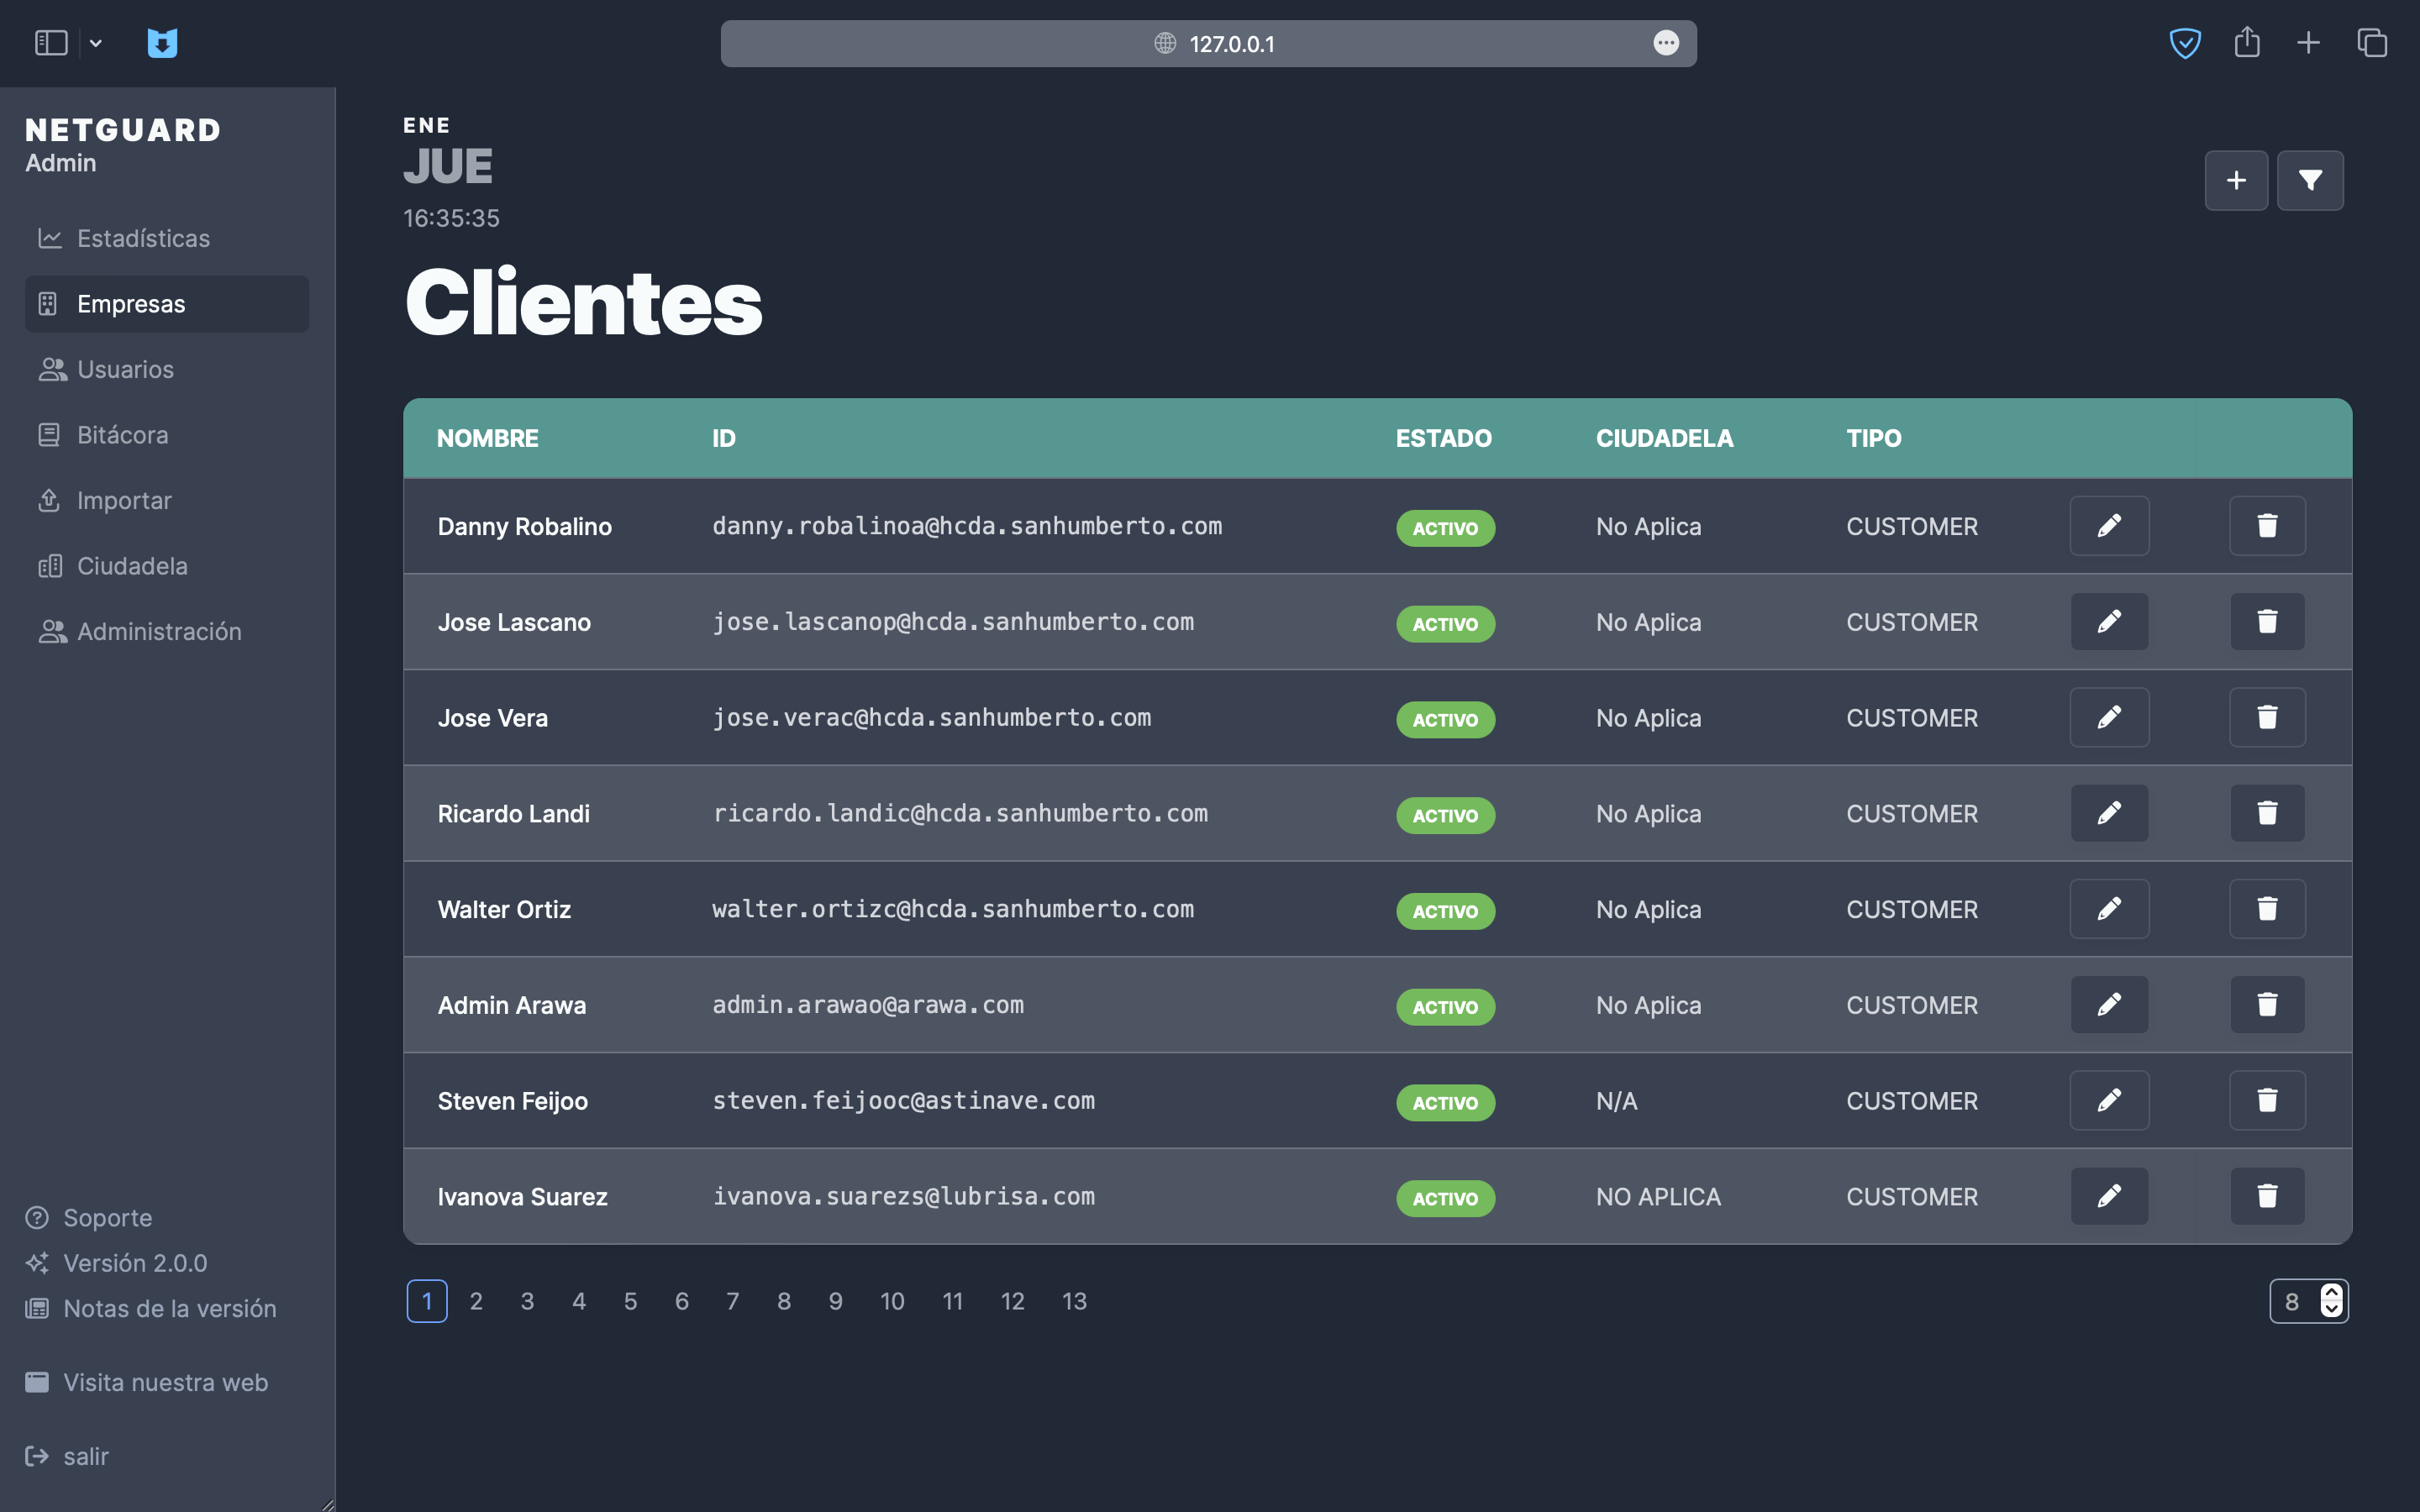 127.0.0.1
NETGUARD
Admin
Estadísticas
Empresas
Usuarios
Bitácora
Importar
Ciudadela
Administración
Soporte
Versión 2.0.0
Notas de la versión
Visita nuestra web
salir
ENE
JUE
16:35:35
Clientes
NOMBRE ID ESTADO CIUDADELA TIPO
Danny Robalino danny.robalinoa@hcda.sanhumberto.com ACTIVO No Aplica CUSTOMER
Jose Lascano jose.lascanop@hcda.sanhumberto.com ACTIVO No Aplica CUSTOMER
Jose Vera jose.verac@hcda.sanhumberto.com ACTIVO No Aplica CUSTOMER
Ricardo Landi ricardo.landic@hcda.sanhumberto.com ACTIVO No Aplica CUSTOMER
Walter Ortiz walter.ortizc@hcda.sanhumberto.com ACTIVO No Aplica CUSTOMER
Admin Arawa admin.arawao@arawa.com ACTIVO No Aplica CUSTOMER
Steven Feijoo steven.feijooc@astinave.com ACTIVO N/A CUSTOMER
Ivanova Suarez ivanova.suarezs@lubrisa.com ACTIVO NO APLICA CUSTOMER
1 2 3 4 5 6 7 8 9 10 11 12 13 8